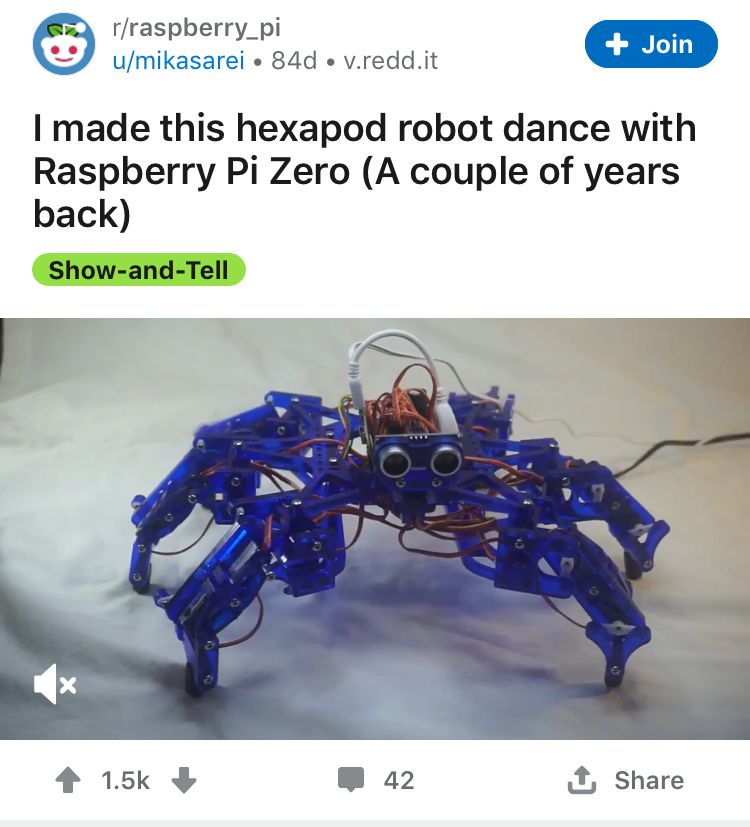 r/raspberry_pi
u/mikasarei • 84d • v.redd.it
Join
I made this hexapod robot dance with
Raspberry Pi Zero (A couple of years
back)
Show-and-Tell
1.5k
42
Share